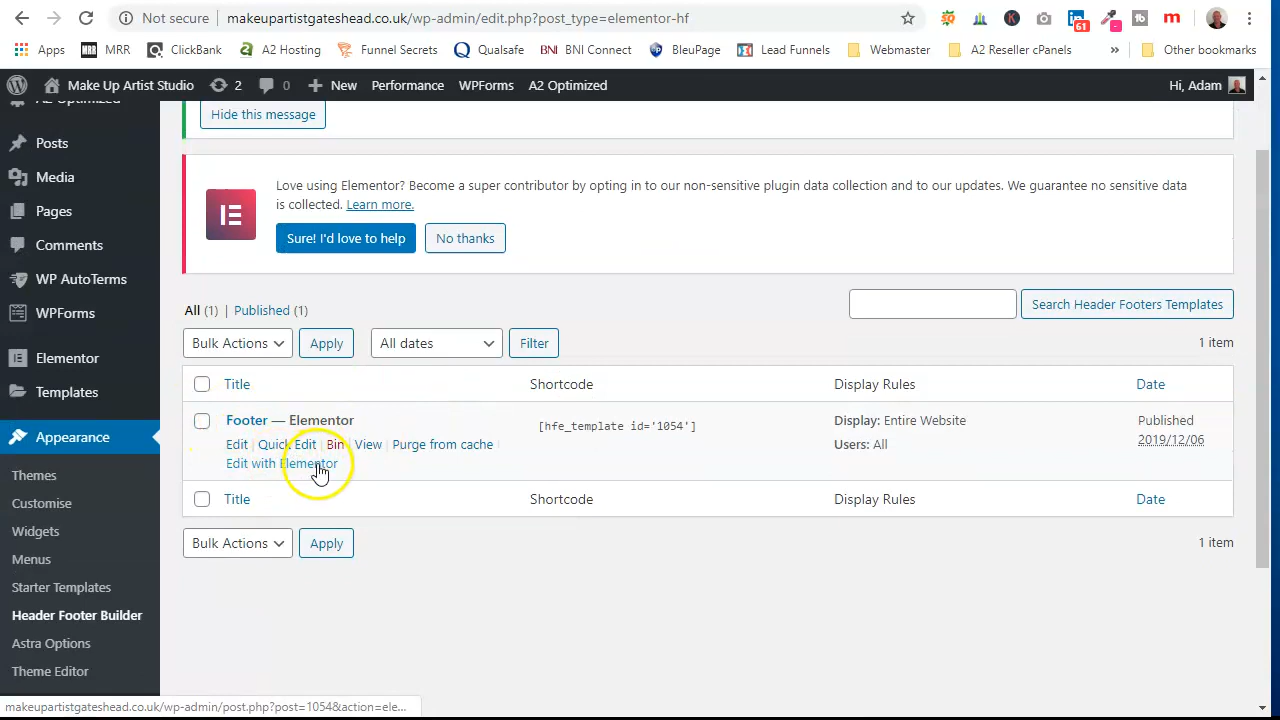 Not secure
makeupartistgateshead.co.uk/wp-admin/edit.php?post_type=elementor-hf
61
Apps
MRR
MRR
ClickBank
A2 Hosting
Funnel Secrets
Qualsafe
BNI
BNI Connect
BleuPage
Lead Funnels
Webmaster
A2 Reseller cPanels
»
Other bookmarks
Make Up Artist Studio
2
0
New
Performance
WPForms
A2 Optimized
Hi, Adam
A2 Optimized
Posts
Media
Pages
Comments
WP AutoTerms
WPForms
Elementor
Templates
Appearance
Themes
Customise
Widgets
Menus
Starter Templates
Header Footer Builder
Astra Options
Theme Editor
Hide this message
Love using Elementor? Become a super contributor by opting in to our non-sensitive plugin data collection and to our updates. We guarantee no sensitive data
is collected. Learn more.
Sure! I'd love to help
No thanks
All (1) | Published (1)
Search Header Footers Templates
Bulk Actions
Apply
All dates
Filter
1 item
Title
Shortcode
Display Rules
Date
Footer — Elementor
Edit | Quick Edit | Bin | View | Purge from cache |
Edit with Elementor
[hfe_template id='1054']
Display: Entire Website
Users: All
Published
2019/12/06
Title
Shortcode
Display Rules
Date
Bulk Actions
Apply
1 item
makeupartistgateshead.co.uk/wp-admin/post.php?post=1054&action=ele...